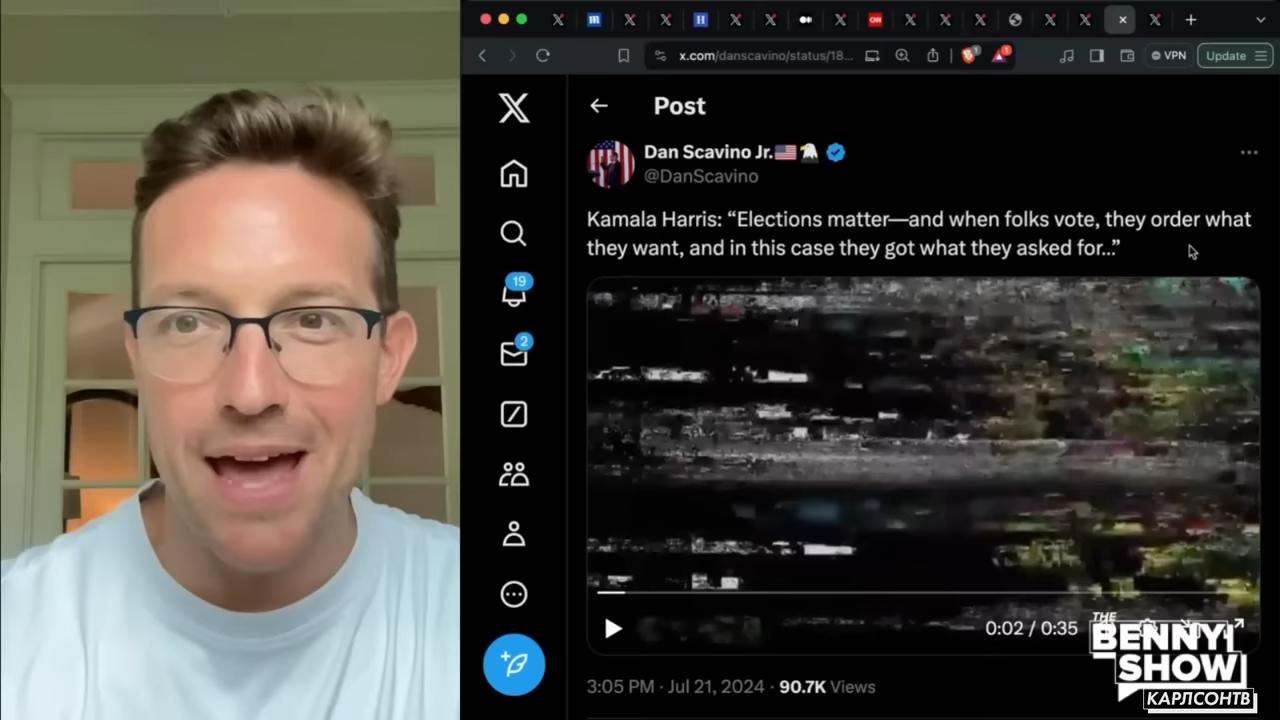 x.com/danscavino/status/18...
VPN
Update
Post
Dan Scavino Jr.
@DanScavino
Kamala Harris: “Elections matter—and when folks vote, they order what
they want, and in this case they got what they asked for...”
19
2
0:02 / 0:35
THE
BENNY
SHOW
КАРЛСОНТВ
3:05 PM · Jul 21, 2024 · 90.7K Views